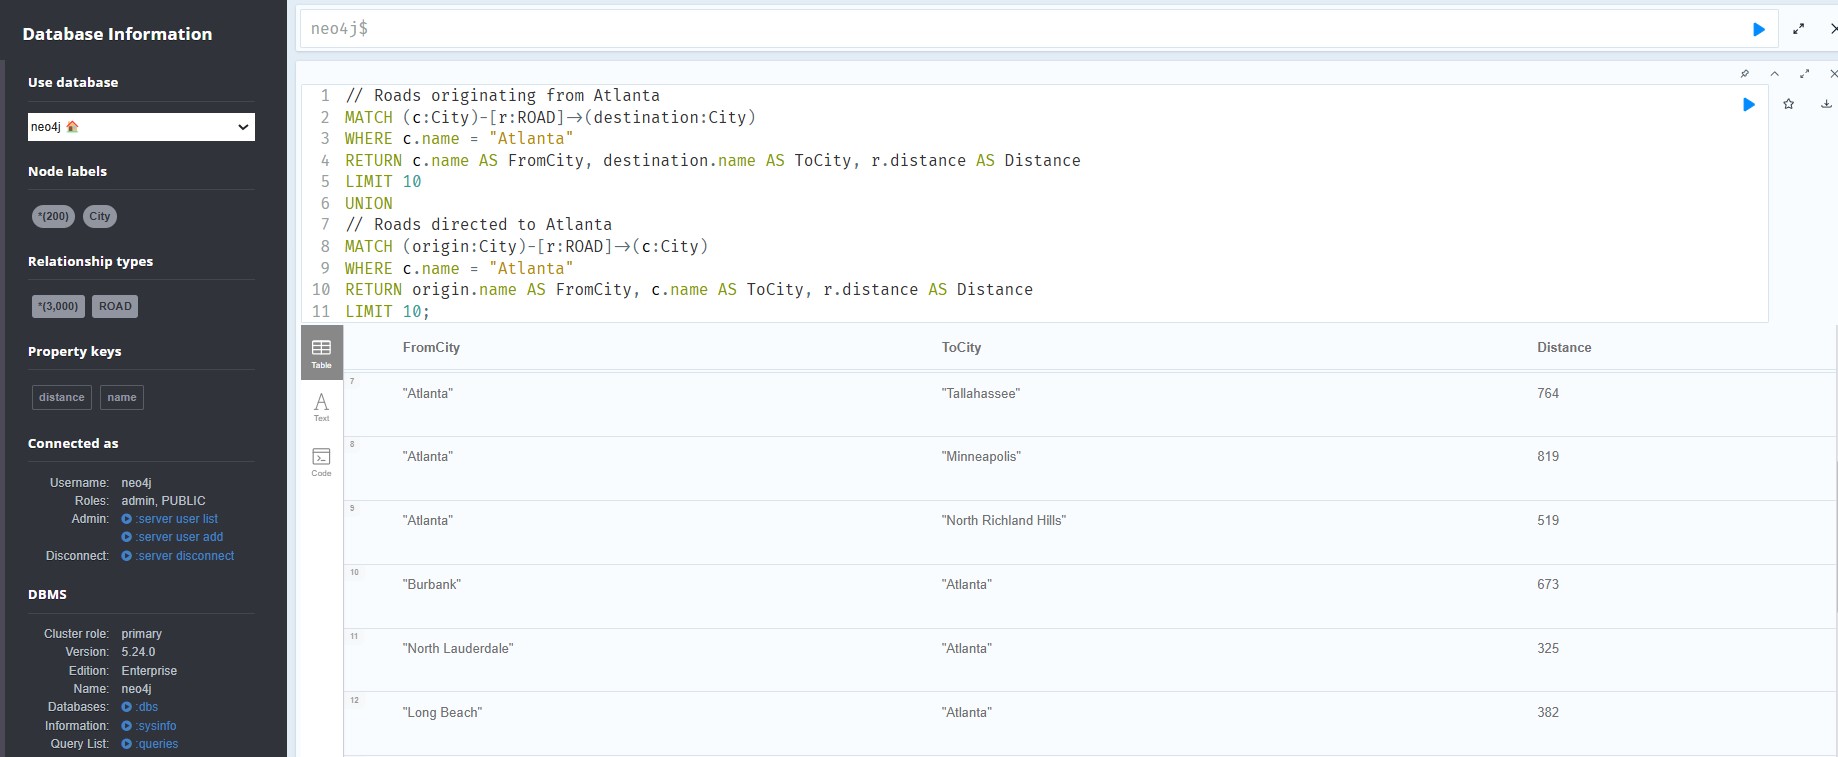 Database Information
Use database
neo4j
Node labels
*(200) City
Relationship types
*(3,000) ROAD
Property keys
distance name
Connected as
Username: neo4j
Roles: admin, PUBLIC
Admin: :server user list
:server user add
Disconnect: :server disconnect
DBMS
Cluster role: primary
Version: 5.24.0
Edition: Enterprise
Name: neo4j
Databases: :dbs
Information: :sysinfo
Query List: :queries
neo4j$
1 // Roads originating from Atlanta
2 MATCH (c:City)-[r:ROAD]->(destination:City)
3 WHERE c.name = "Atlanta"
4 RETURN c.name AS FromCity, destination.name AS ToCity, r.distance AS Distance
5 LIMIT 10
6 UNION
7 // Roads directed to Atlanta
8 MATCH (origin:City)-[r:ROAD]->(c:City)
9 WHERE c.name = "Atlanta"
10 RETURN origin.name AS FromCity, c.name AS ToCity, r.distance AS Distance
11 LIMIT 10;
Table
Text
Code
FromCity ToCity Distance
7 "Atlanta" "Tallahassee" 764
8 "Atlanta" "Minneapolis" 819
9 "Atlanta" "North Richland Hills" 519
10 "Burbank" "Atlanta" 673
11 "North Lauderdale" "Atlanta" 325
12 "Long Beach" "Atlanta" 382